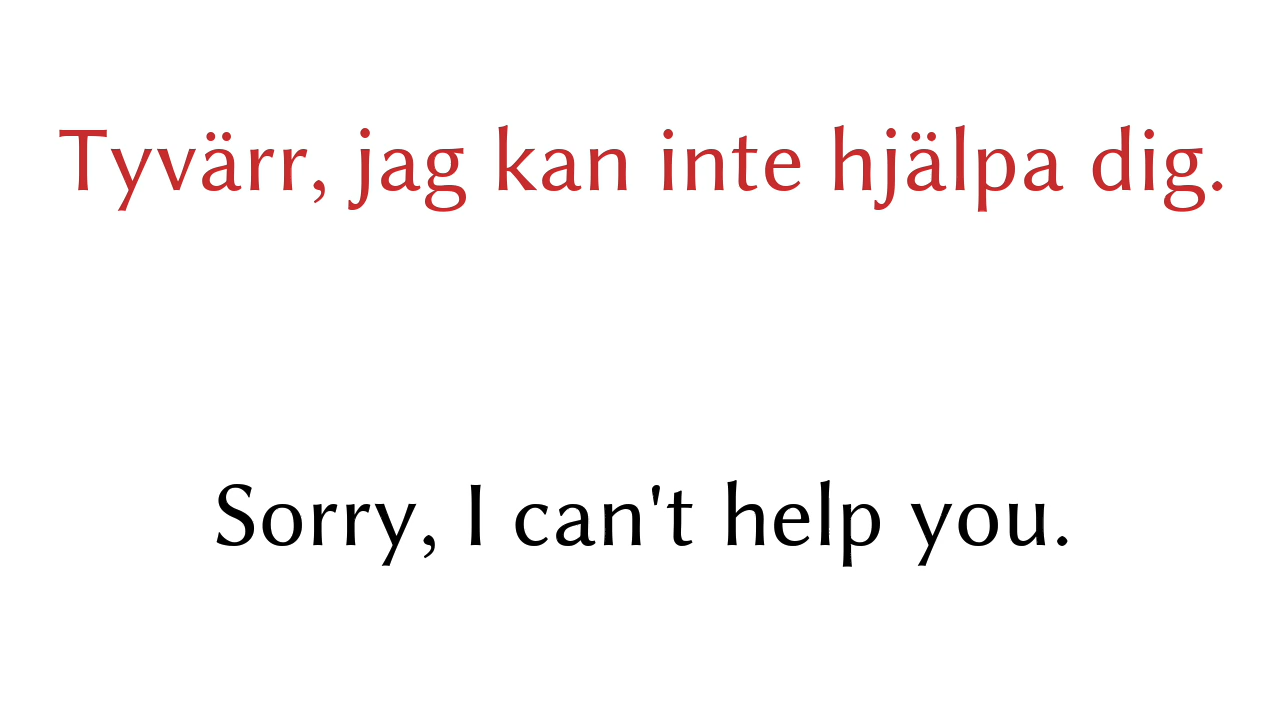 Tyvärr, jag kan inte hjälpa dig.
Sorry, I can't help you.